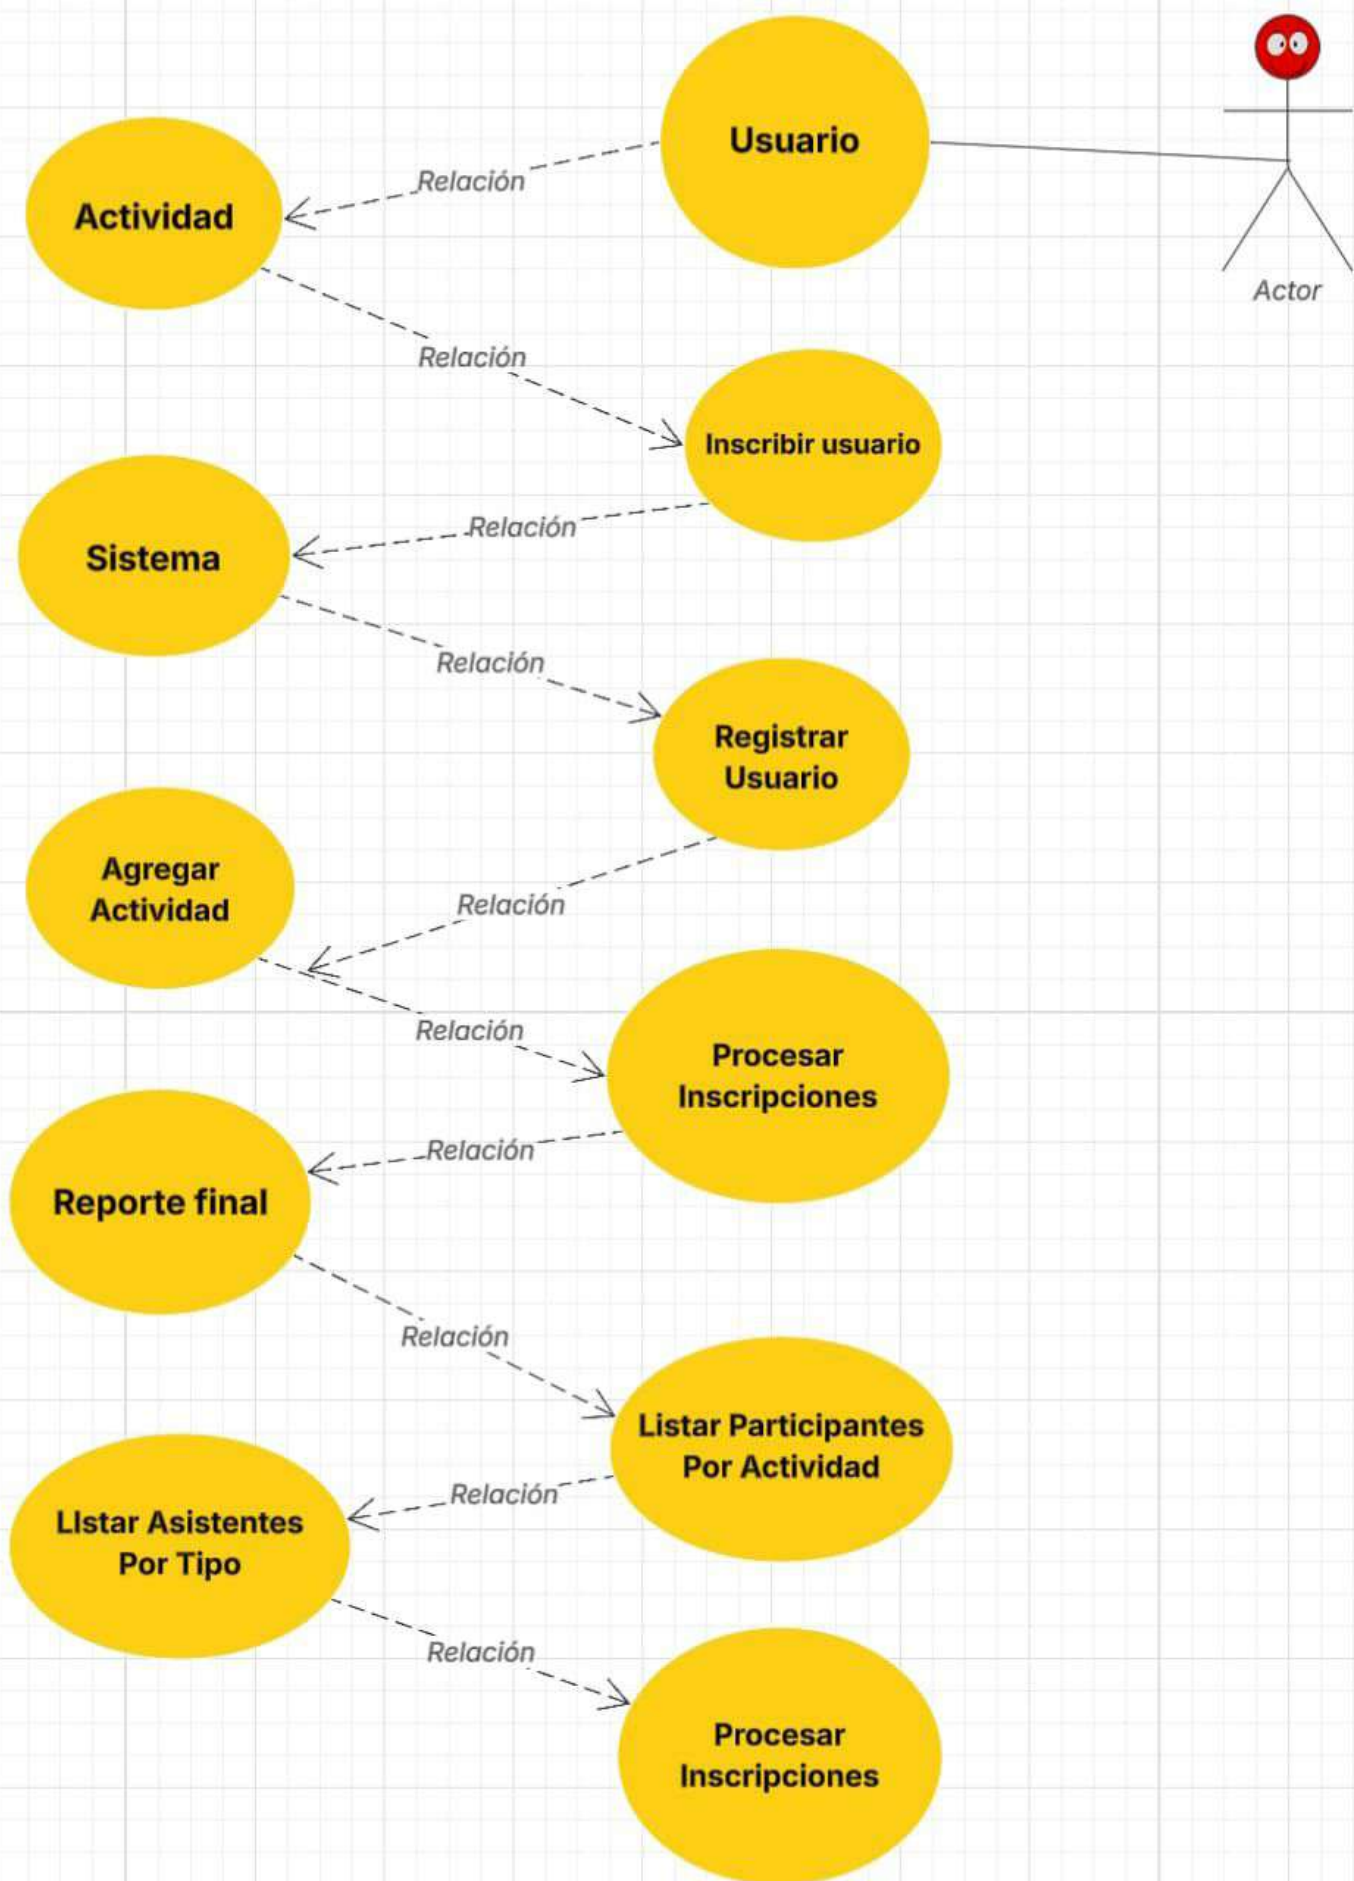 Usuario
Actor
Relación
Actividad
Relación
Inscribir usuario
Relación
Sistema
Relación
Registrar
Usuario
Agregar
Actividad
Relación
Relación
Procesar
Inscripciones
Relación
Reporte final
Relación
Listar Participantes
Por Actividad
Relación
LIstar Asistentes
Por Tipo
Relación
Procesar
Inscripciones